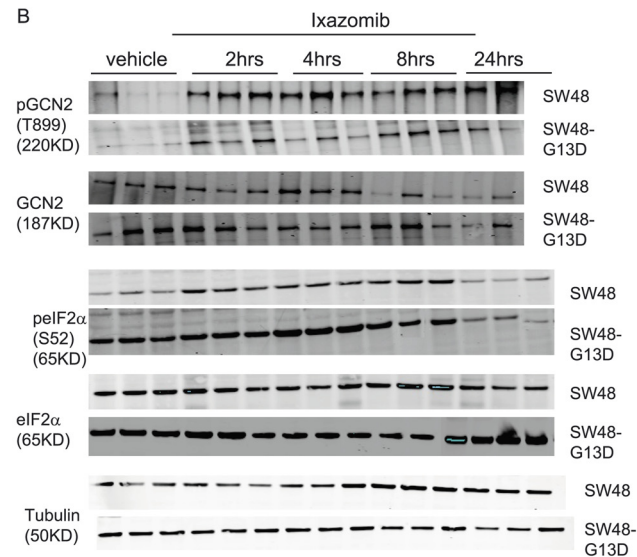 B
Ixazomib
vehicle 2hrs 4hrs 8hrs 24hrs
pGCN2
(T899)
(220KD)
SW48
SW48-
G13D
GCN2
(187KD)
SW48
SW48-
G13D
peIF2α
(S52)
(65KD)
SW48
SW48-
G13D
eIF2α
(65KD)
SW48
SW48-
G13D
Tubulin
(50KD)
SW48
SW48-
G13D